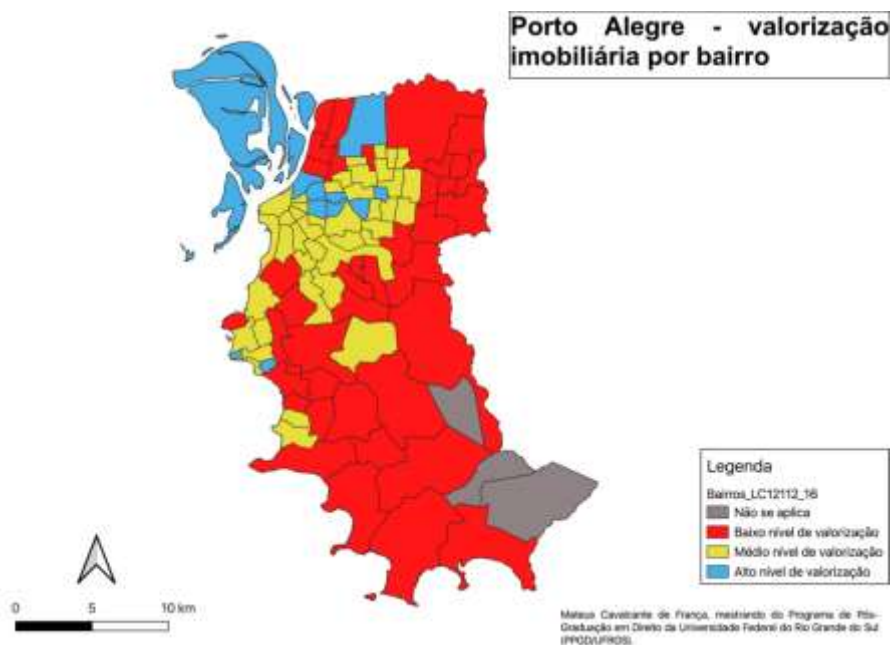 Porto Alegre - valorização
imobiliária por bairro
Legenda
Bairros_LC12112_16
Não se aplica
Baixo nível de valorização
Médio nível de valorização
Alto nível de valorização
0 5 10 km
Mateus Cavalcante de França, mestrando do Programa de Pós-
Graduação em Direito da Universidade Federal do Rio Grande do Sul
(PPGD/UFRGS).